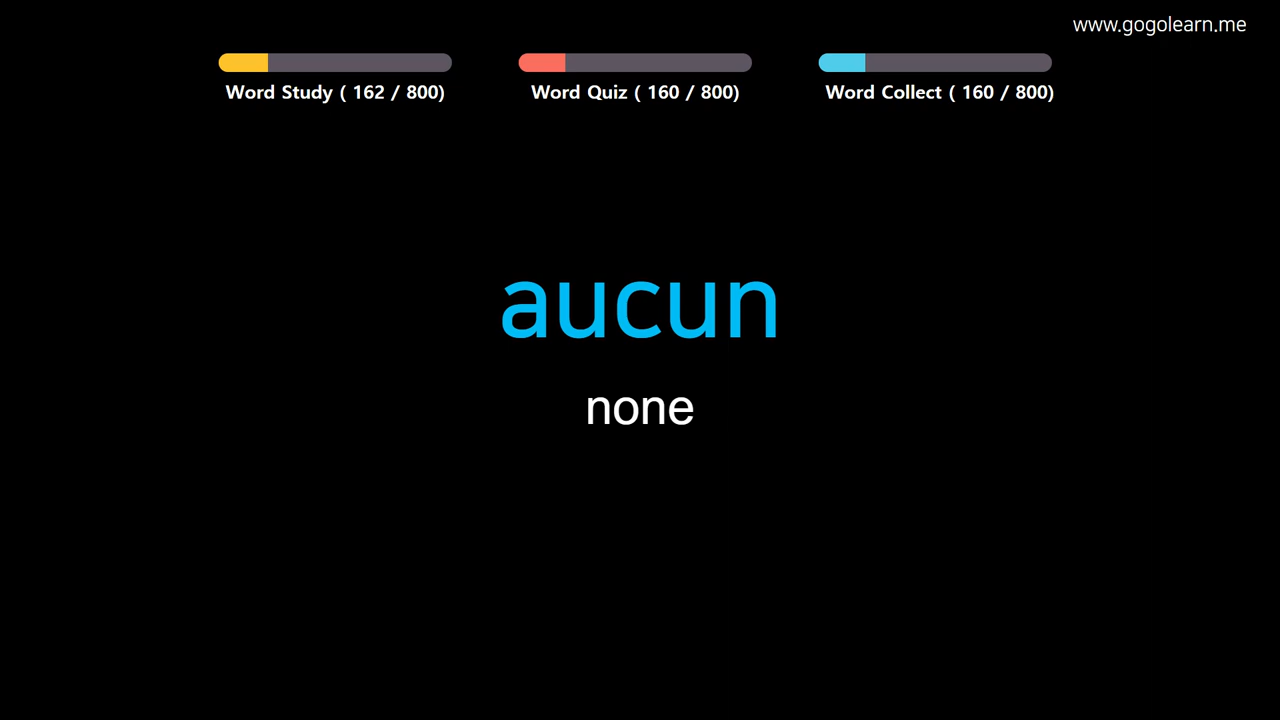 www.gogolearn.me
Word Study ( 162 / 800)
Word Quiz ( 160 / 800)
Word Collect ( 160 / 800)
aucun
none